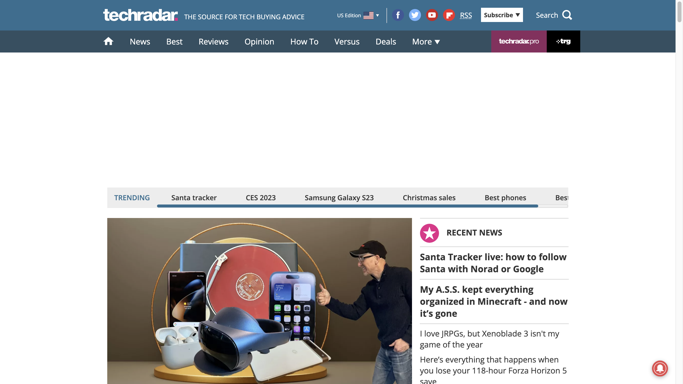 techradar.
THE SOURCE FOR TECH BUYING ADVICE
US Edition
RSS
Subscribe
Search
News
Best
Reviews
Opinion
How To
Versus
Deals
More
techradar.pro
trg
TRENDING
Santa tracker
CES 2023
Samsung Galaxy S23
Christmas sales
Best phones
Best
RECENT NEWS
Santa Tracker live: how to follow
Santa with Norad or Google
My A.S.S. kept everything
organized in Minecraft - and now
it's gone
I love JRPGs, but Xenoblade 3 isn't my
game of the year
Here's everything that happens when
you lose your 118-hour Forza Horizon 5
save